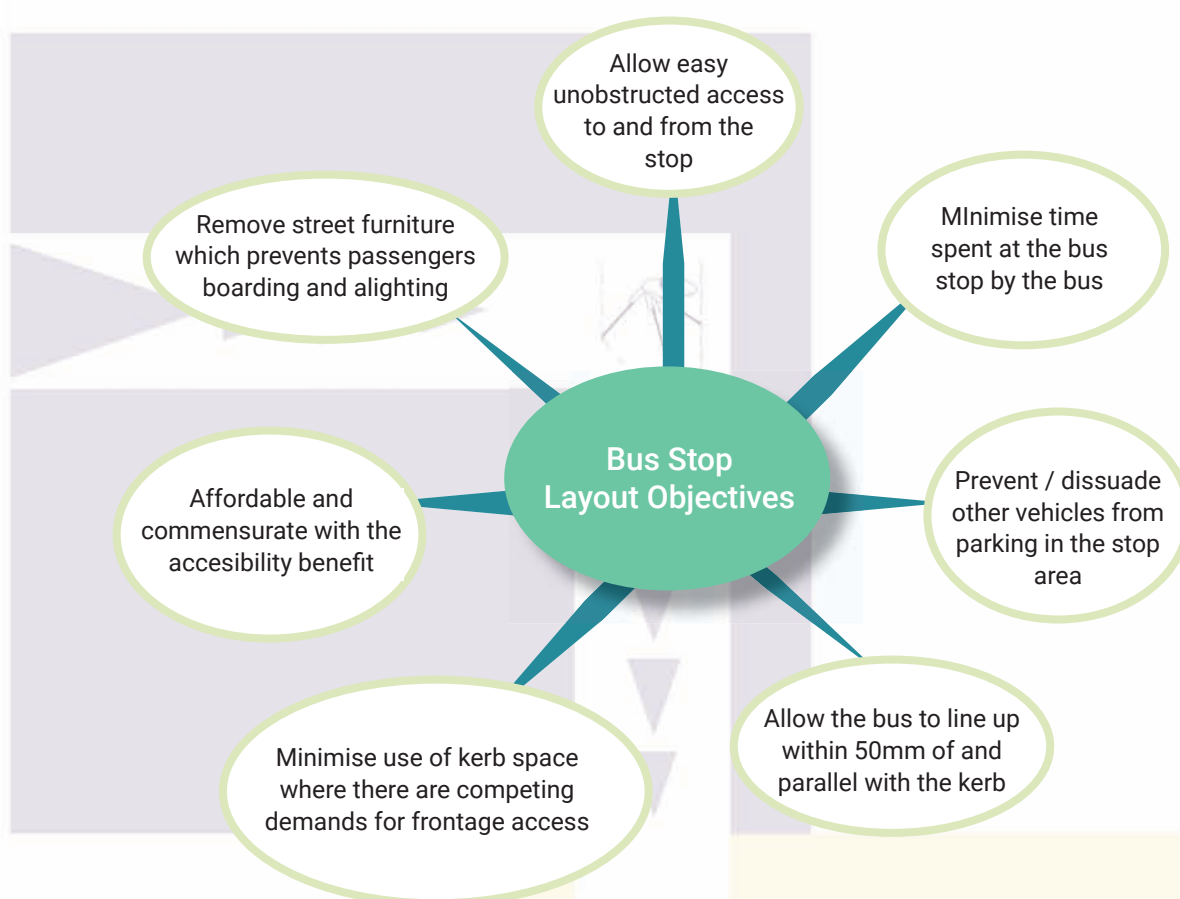 Allow easy
unobstructed access
to and from the
stop
Remove street furniture
which prevents passengers
boarding and alighting
MInimise time
spent at the bus
stop by the bus
Bus Stop
Layout Objectives
Affordable and
commensurate with the
accesibility benefit
Prevent / dissuade
other vehicles from
parking in the stop
area
Minimise use of kerb space
where there are competing
demands for frontage access
Allow the bus to line up
within 50mm of and
parallel with the kerb